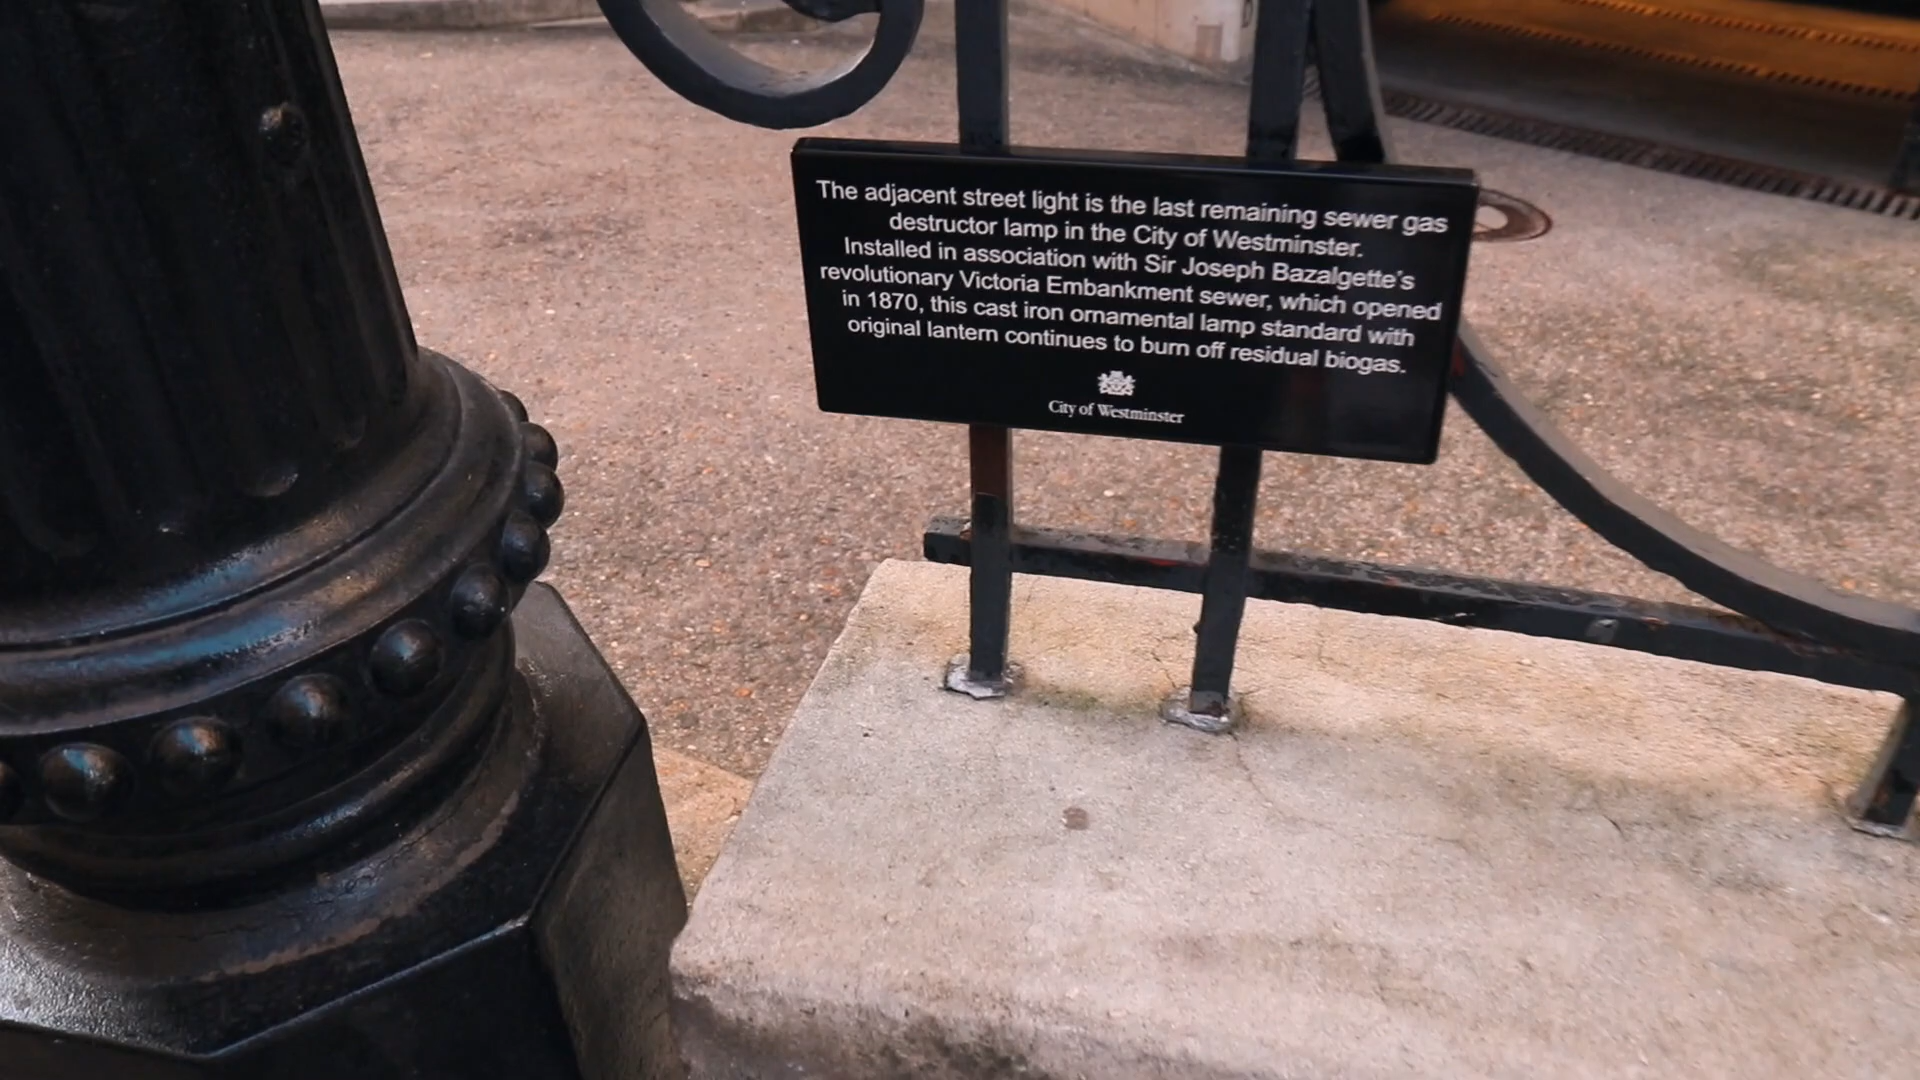 The adjacent street light is the last remaining sewer gas
destructor lamp in the City of Westminster.
Installed in association with Sir Joseph Bazalgette's
revolutionary Victoria Embankment sewer, which opened
in 1870, this cast iron ornamental lamp standard with
original lantern continues to burn off residual biogas.
City of Westminster